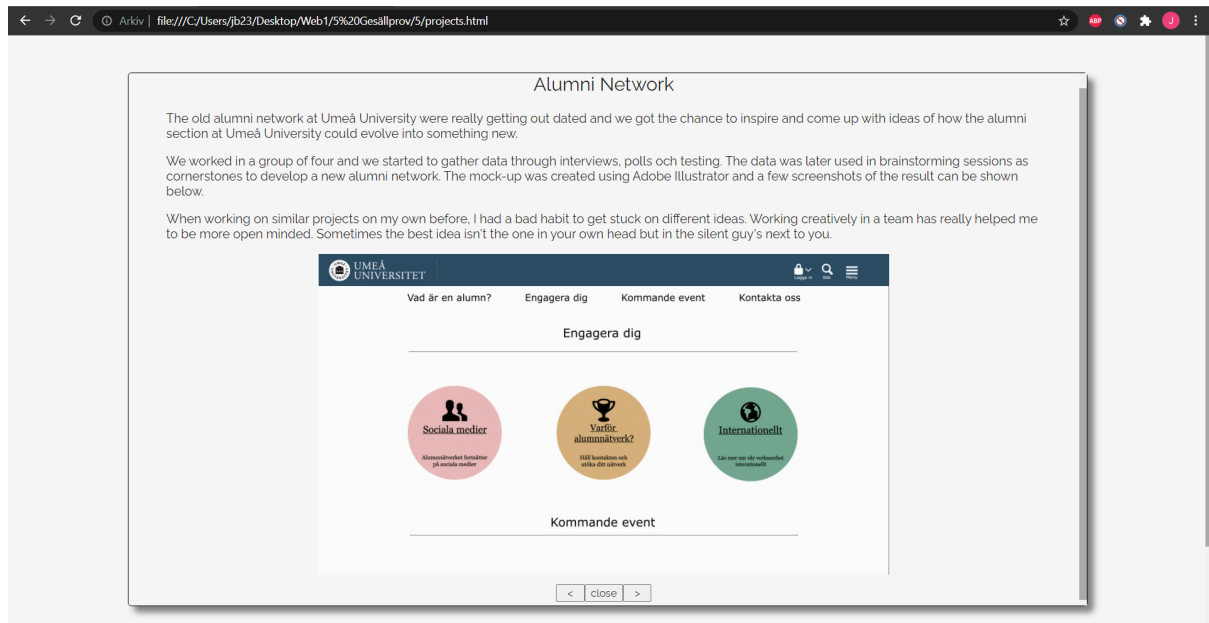 Arkiv | file:///C:/Users/jb23/Desktop/Web1/5%20Gesällprov/5/projects.html
ABP
J
Alumni Network
The old alumni network at Umeå University were really getting out dated and we got the chance to inspire and come up with ideas of how the alumni
section at Umeå University could evolve into something new.
We worked in a group of four and we started to gather data through interviews, polls och testing. The data was later used in brainstorming sessions as
cornerstones to develop a new alumni network. The mock-up was created using Adobe Illustrator and a few screenshots of the result can be shown
below.
When working on similar projects on my own before, I had a bad habit to get stuck on different ideas. Working creatively in a team has really helped me
to be more open minded. Sometimes the best idea isn't the one in your own head but in the silent guy's next to you.
UMEÅ
UNIVERSITET
Logga in Sök Meny
Vad är en alumn? Engagera dig Kommande event Kontakta oss
Engagera dig
Sociala medier
Alumnnätverket fortsätter
på sociala medier
Varför
alumnnätverk?
Håll kontakten och
utöka ditt nätverk
Internationellt
Läs mer om vår verksamhet
internationellt
Kommande event
< close >